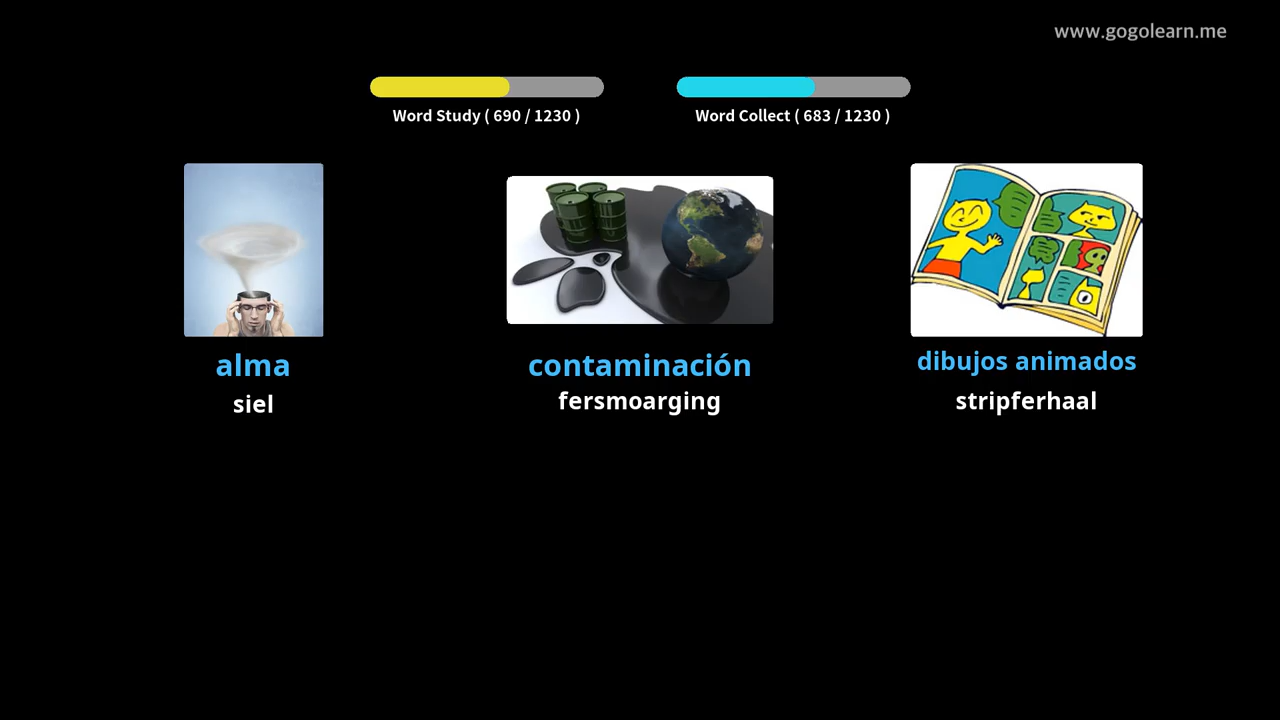 www.gogolearn.me
Word Study ( 690 / 1230 )
Word Collect ( 683 / 1230 )
alma
siel
contaminación
fersmoarging
dibujos animados
stripferhaal